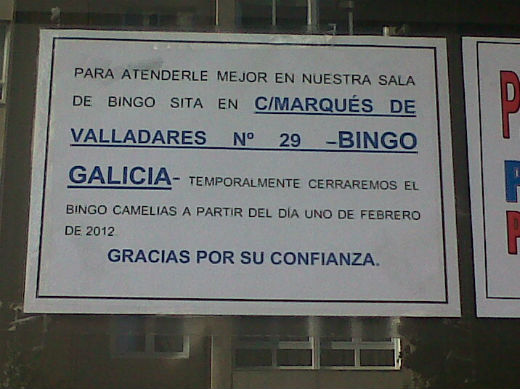 PARA ATENDERLE MEJOR EN NUESTRA SALA
DE BINGO SITA EN C/MARQUÉS DE
VALLADARES Nº 29 –BINGO
GALICIA- TEMPORALMENTE CERRAREMOS EL
BINGO CAMELIAS A PARTIR DEL DÍA UNO DE FEBRERO
DE 2012.
GRACIAS POR SU CONFIANZA.